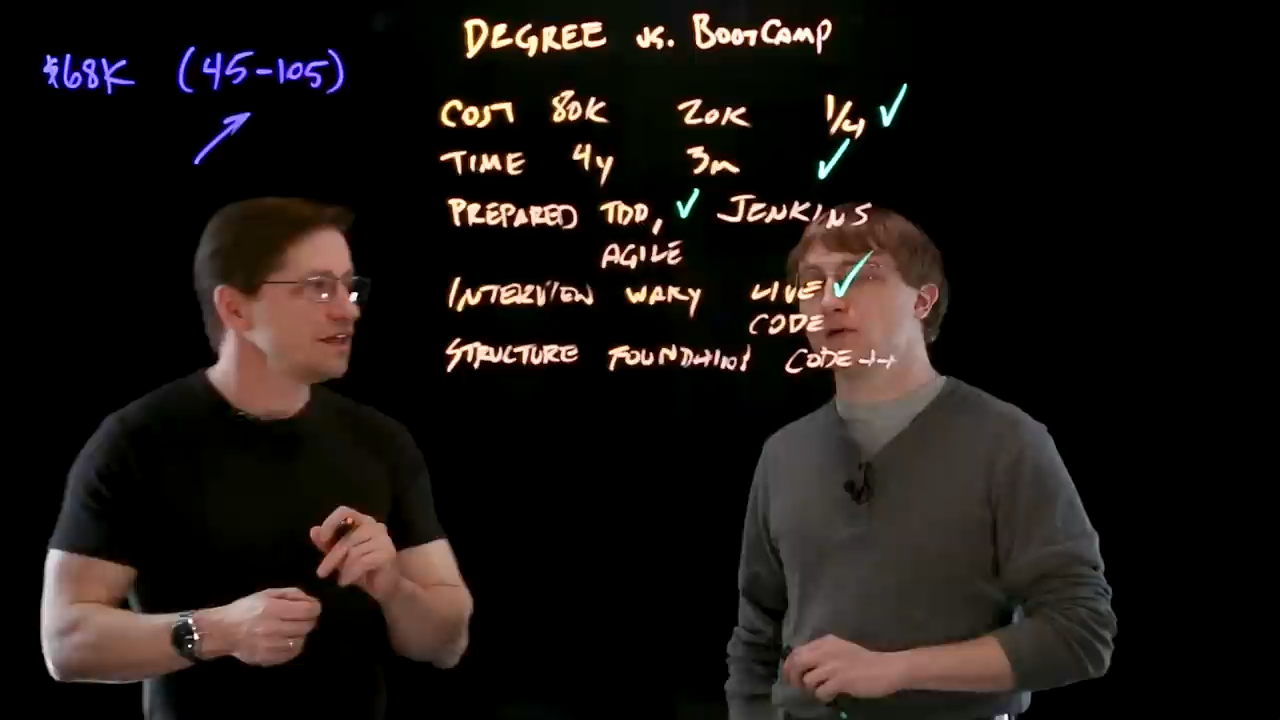 DEGREE vs. BOOTCAMP
$68K (45-105)
COST 80K 20K 1/4 ✓
TIME 4y 3m ✓
PREPARED TDD, ✓ JENKINS
AGILE
INTERVIEW WARY LIVE ✓
CODE
STRUCTURE FOUNDATION CODE++